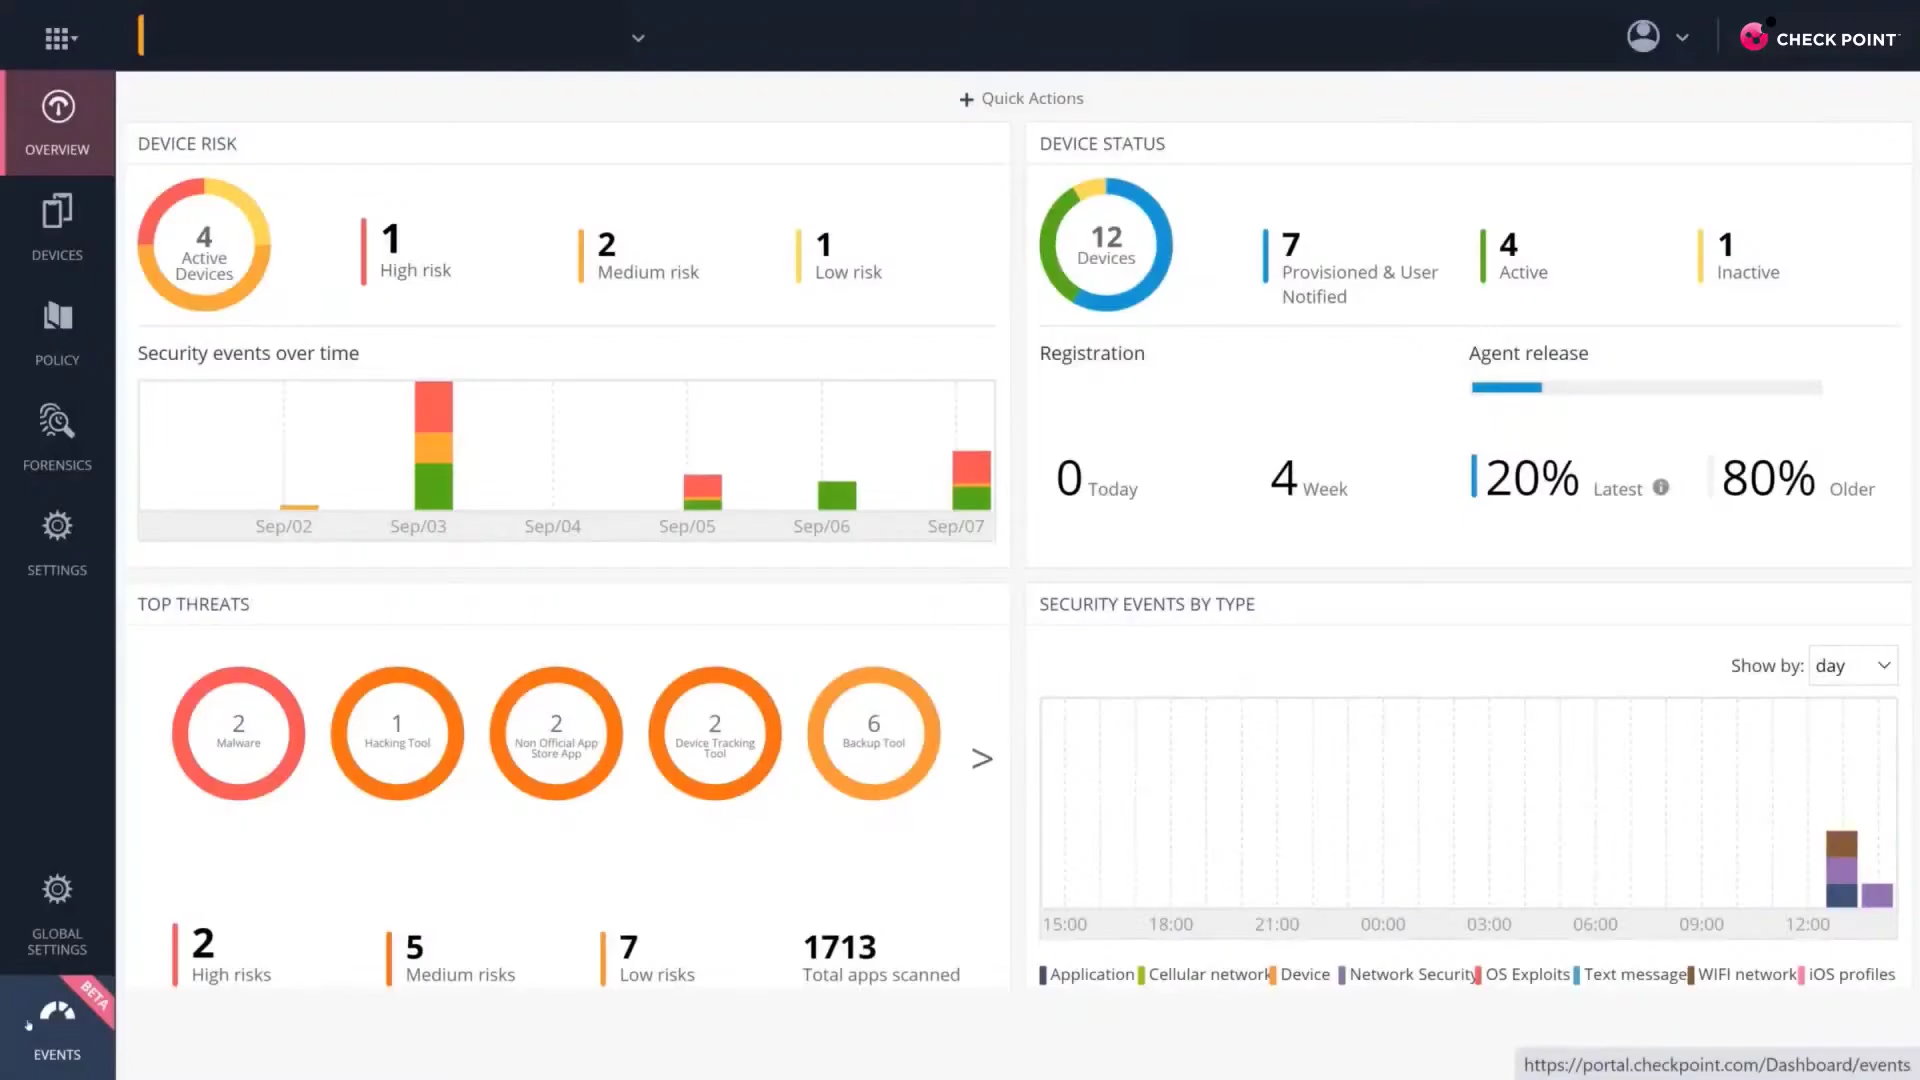 CHECK POINT
OVERVIEW
DEVICES
POLICY
FORENSICS
SETTINGS
GLOBAL
SETTINGS
BETA
EVENTS
+ Quick Actions
DEVICE RISK
4
Active
Devices
1
High risk
2
Medium risk
1
Low risk
Security events over time
Sep/02 Sep/03 Sep/04 Sep/05 Sep/06 Sep/07
DEVICE STATUS
12
Devices
7
Provisioned & User
Notified
4
Active
1
Inactive
Registration
0 Today
4 Week
Agent release
20% Latest
80% Older
TOP THREATS
2
Malware
1
Hacking Tool
2
Non Official App
Store App
2
Device Tracking
Tool
6
Backup Tool
>
2
High risks
5
Medium risks
7
Low risks
1713
Total apps scanned
SECURITY EVENTS BY TYPE
Show by: day
15:00 18:00 21:00 00:00 03:00 06:00 09:00 12:00
Application Cellular network Device Network Security OS Exploits Text message WIFI network iOS profiles
https://portal.checkpoint.com/Dashboard/events